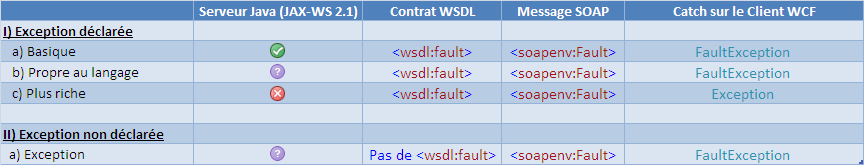 Serveur Java (JAX-WS 2.1) Contrat WSDL Message SOAP Catch sur le Client WCF
I) Exception déclarée
a) Basique <wsdl:fault> <soapenv:Fault> FaultException
b) Propre au langage ? <wsdl:fault> <soapenv:Fault> FaultException
c) Plus riche <wsdl:fault> <soapenv:Fault> Exception
II) Exception non déclarée
a) Exception ? Pas de <wsdl:fault> <soapenv:Fault> FaultException